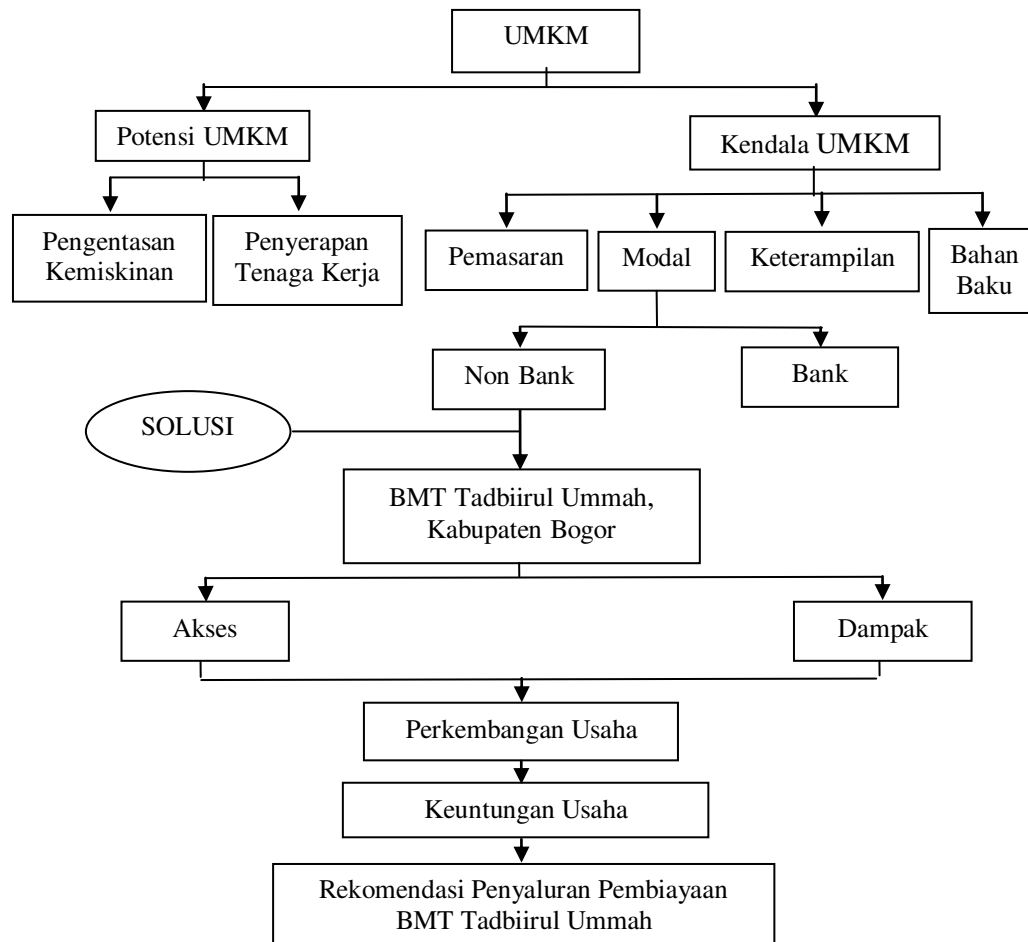 UMKM
Potensi UMKM
Kendala UMKM
Pengentasan
Kemiskinan
Penyerapan
Tenaga Kerja
Pemasaran
Modal
Keterampilan
Bahan
Baku
Non Bank
Bank
SOLUSI
BMT Tadbiirul Ummah,
Kabupaten Bogor
Akses
Dampak
Perkembangan Usaha
Keuntungan Usaha
Rekomendasi Penyaluran Pembiayaan
BMT Tadbiirul Ummah